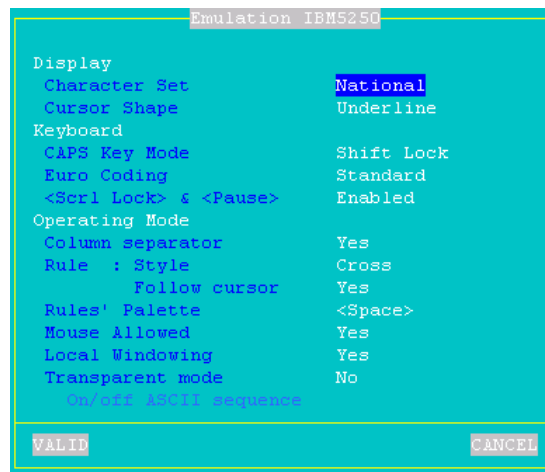 Emulation IBM5250
Display
Character Set National
Cursor Shape Underline
Keyboard
CAPS Key Mode Shift Lock
Euro Coding Standard
<Scrl Lock> & <Pause> Enabled
Operating Mode
Column separator Yes
Rule : Style Cross
Follow cursor Yes
Rules' Palette <Space>
Mouse Allowed Yes
Local Windowing Yes
Transparent mode No
On/off ASCII sequence
VALID CANCEL